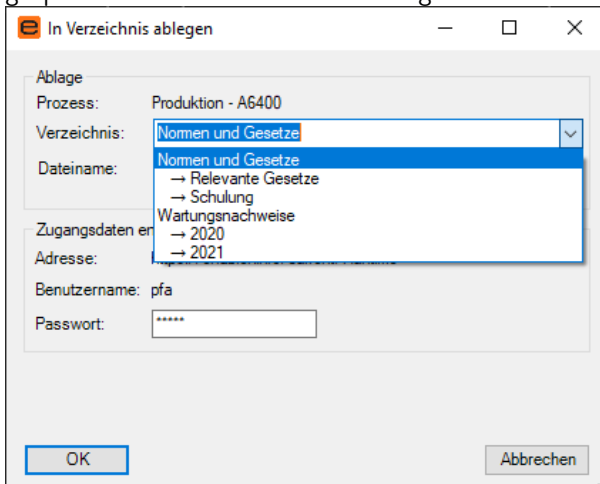 In Verzeichnis ablegen
Ablage
Prozess: Produktion - A6400
Verzeichnis: Normen und Gesetze
Normen und Gesetze
Dateiname:
→ Relevante Gesetze
→ Schulung
Wartungsnachweise
Zugangsdaten
→ 2020
→ 2021
Adresse:
Benutzername: pfa
Passwort: *****
OK Abbrechen